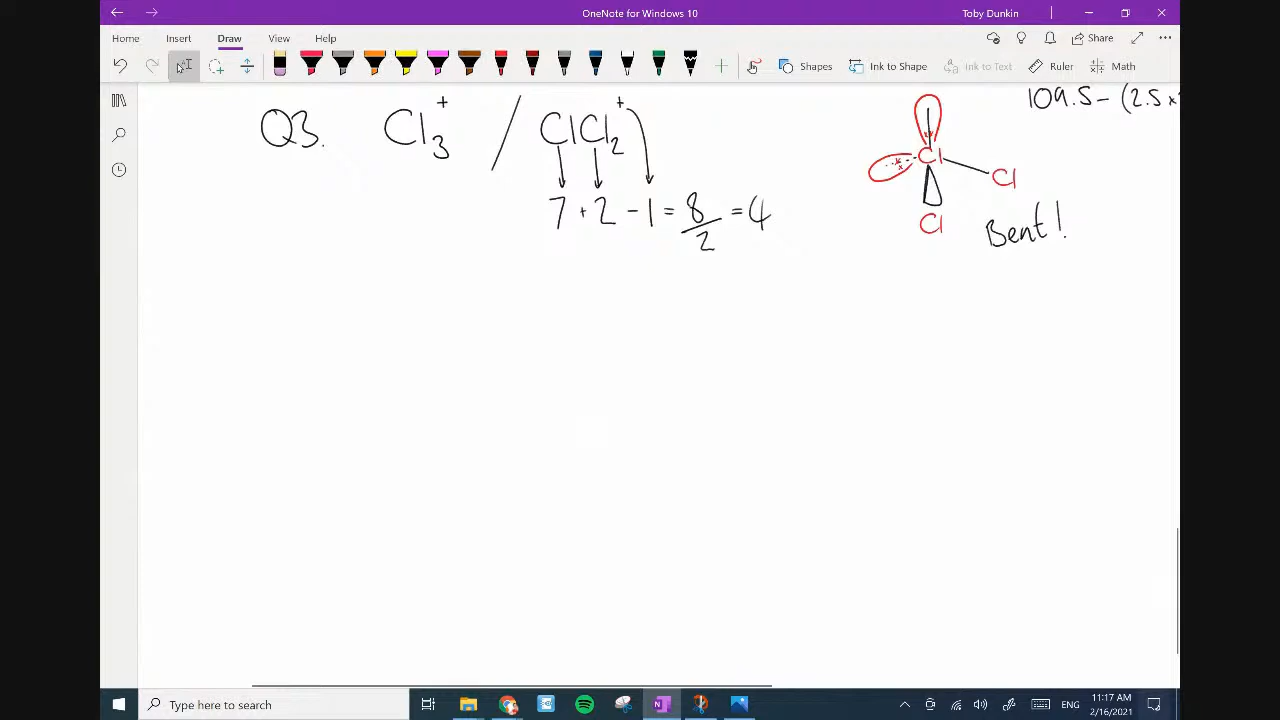 OneNote for Windows 10
Toby Dunkin
Home Insert Draw View Help
Share
Shapes Ink to Shape Ink to Text Ruler Math
109.5 - (2.5 x
Q3. Cl₃⁺ / ClCl₂⁺
Cl
Cl
Cl
7 + 2 - 1 = 8/2 = 4
Bent!
Type here to search
ENG
11:17 AM
2/16/2021